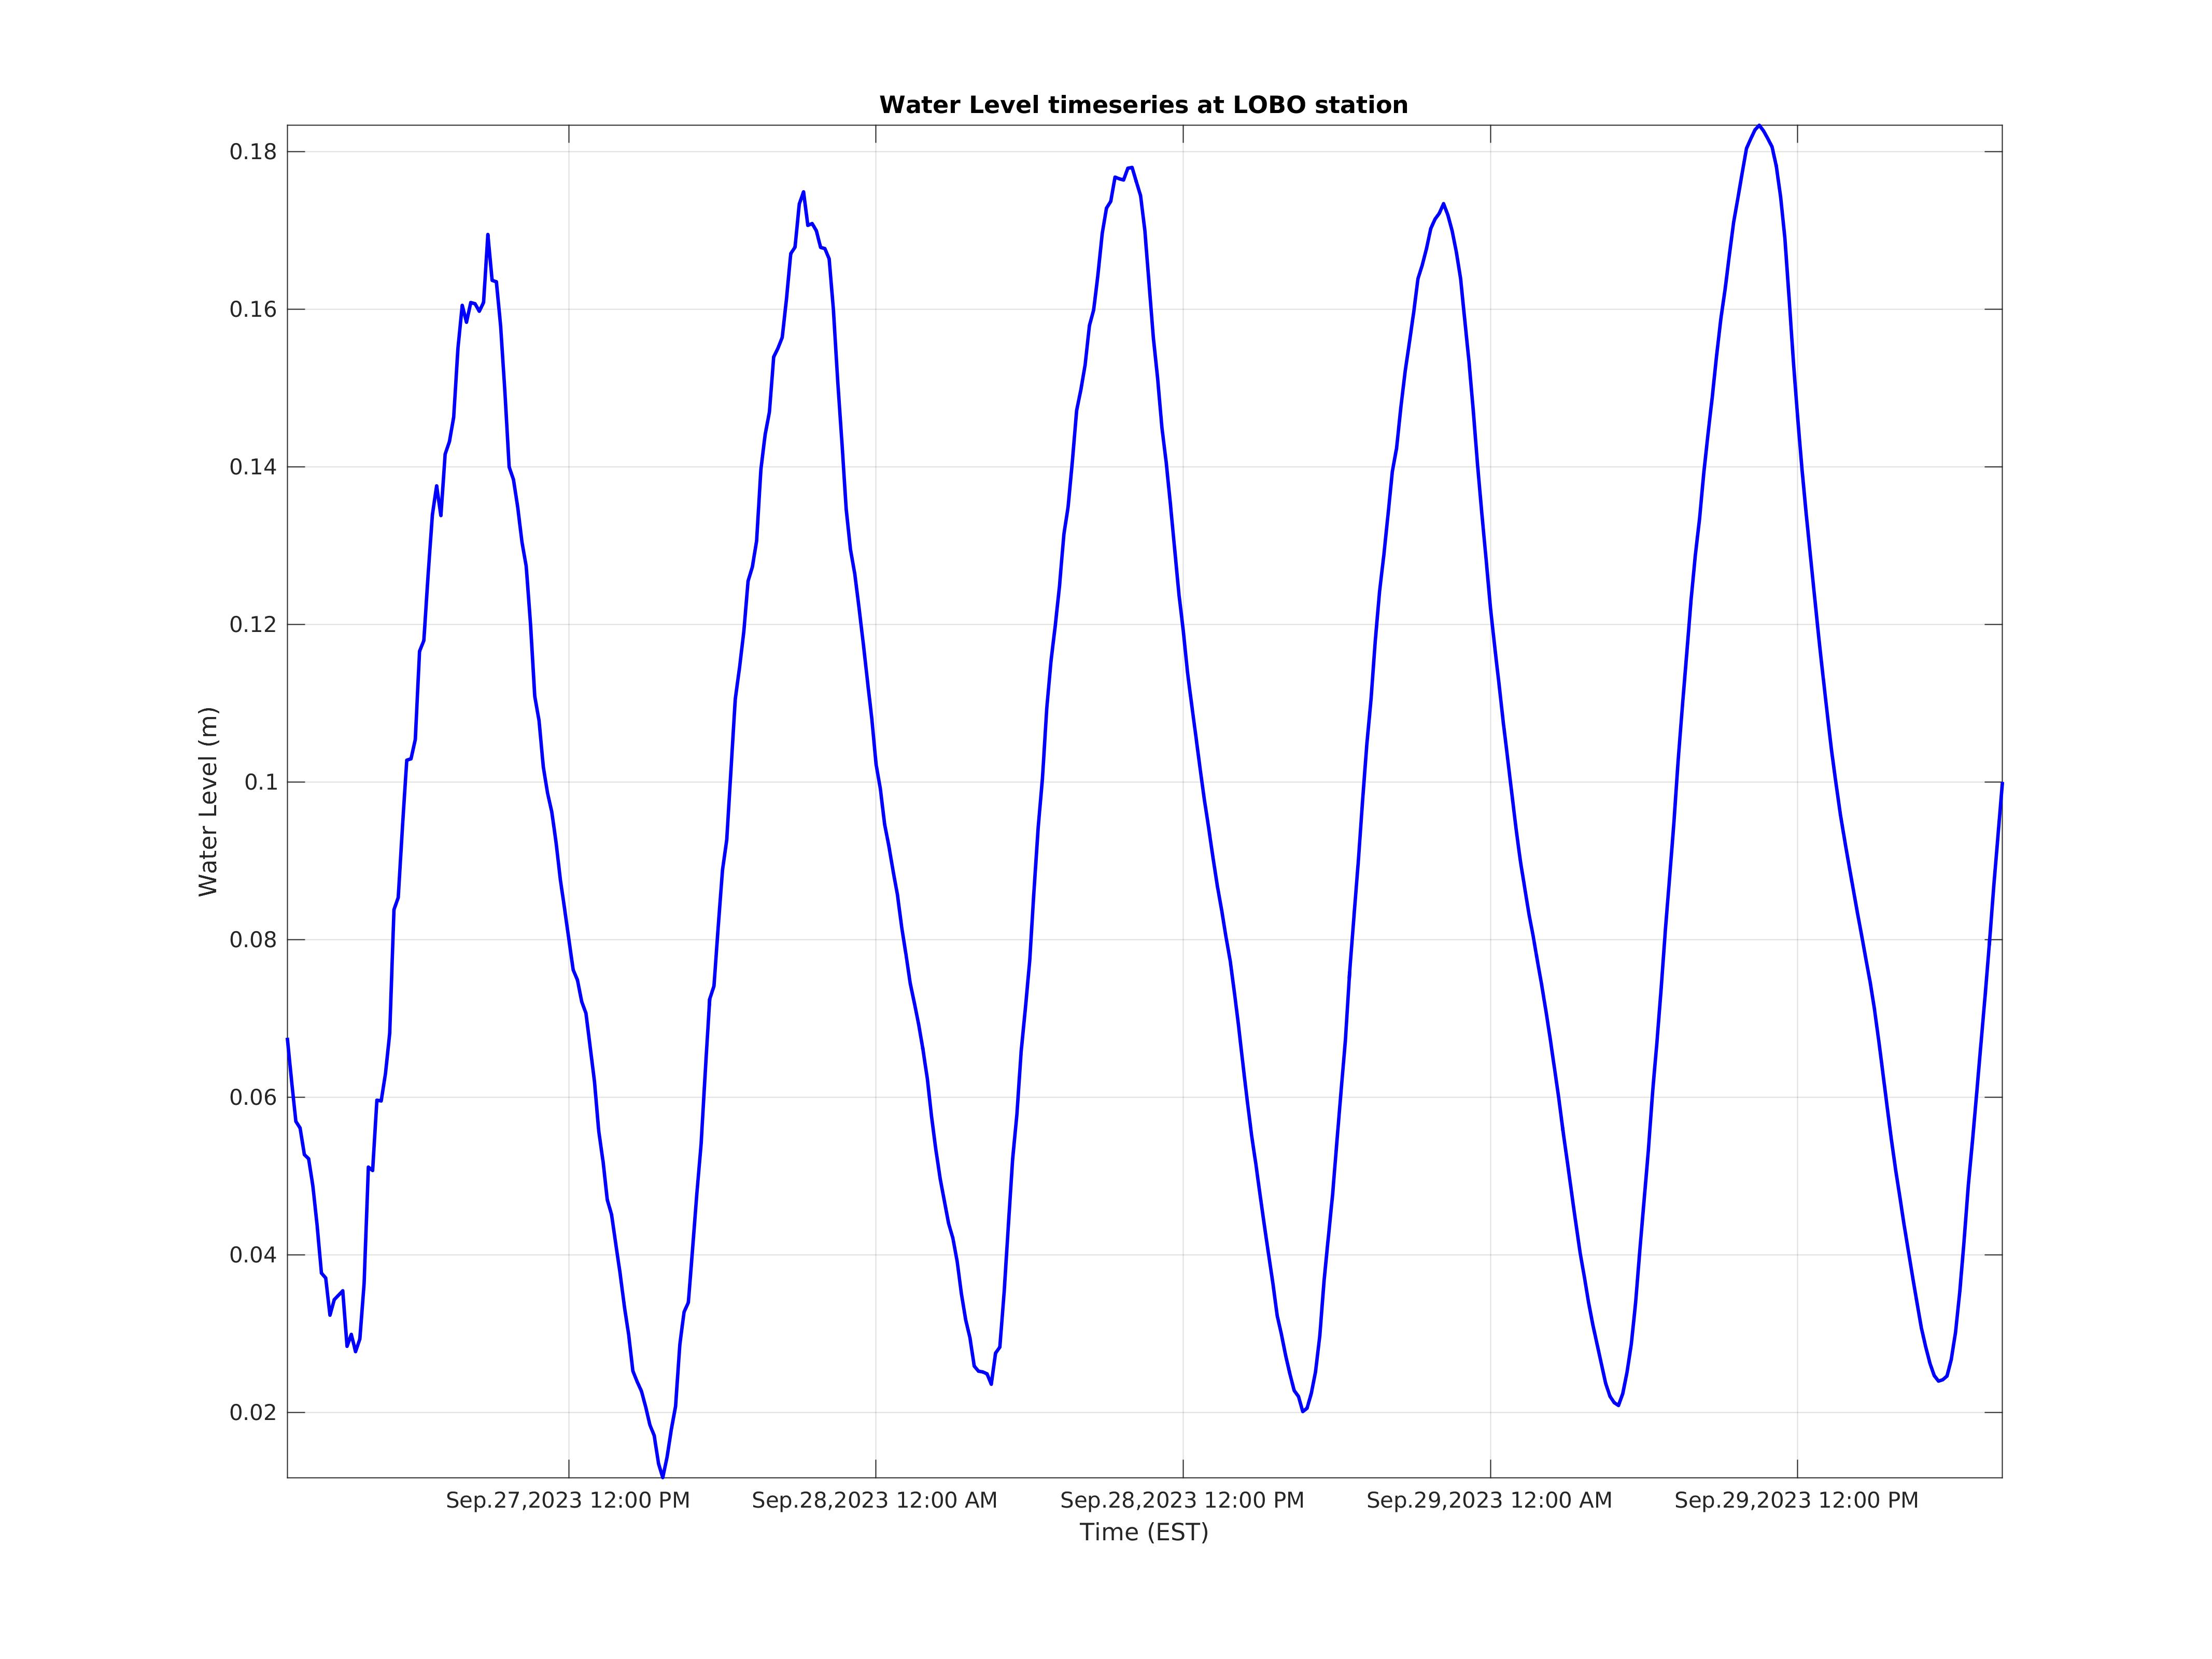 Water Level timeseries at LOBO station
0.18
0.16
0.14
0.12
0.1
0.08
0.06
0.04
0.02
Water Level (m)
Sep.27,2023 12:00 PM
Sep.28,2023 12:00 AM
Sep.28,2023 12:00 PM
Sep.29,2023 12:00 AM
Sep.29,2023 12:00 PM
Time (EST)